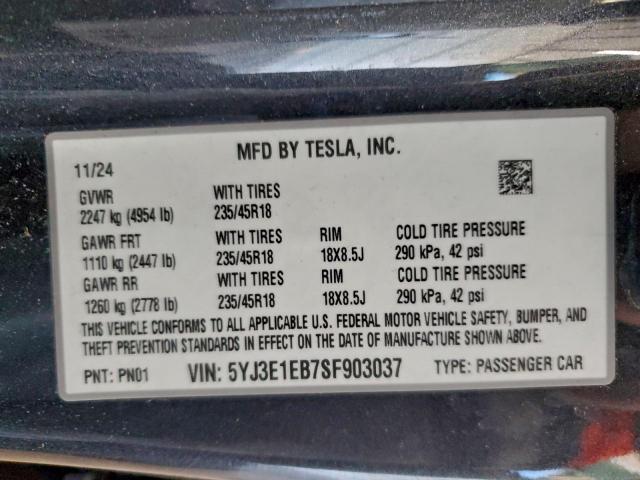 MFD BY TESLA, INC.
11/24
GVWR WITH TIRES
2247 kg (4954 lb) 235/45R18
GAWR FRT WITH TIRES RIM COLD TIRE PRESSURE
1110 kg (2447 lb) 235/45R18 18X8.5J 290 kPa, 42 psi
GAWR RR WITH TIRES RIM COLD TIRE PRESSURE
1260 kg (2778 lb) 235/45R18 18X8.5J 290 kPa, 42 psi
THIS VEHICLE CONFORMS TO ALL APPLICABLE U.S. FEDERAL MOTOR VEHICLE SAFETY, BUMPER, AND
THEFT PREVENTION STANDARDS IN EFFECT ON THE DATE OF MANUFACTURE SHOWN ABOVE.
PNT: PN01 VIN: 5YJ3E1EB7SF903037 TYPE: PASSENGER CAR